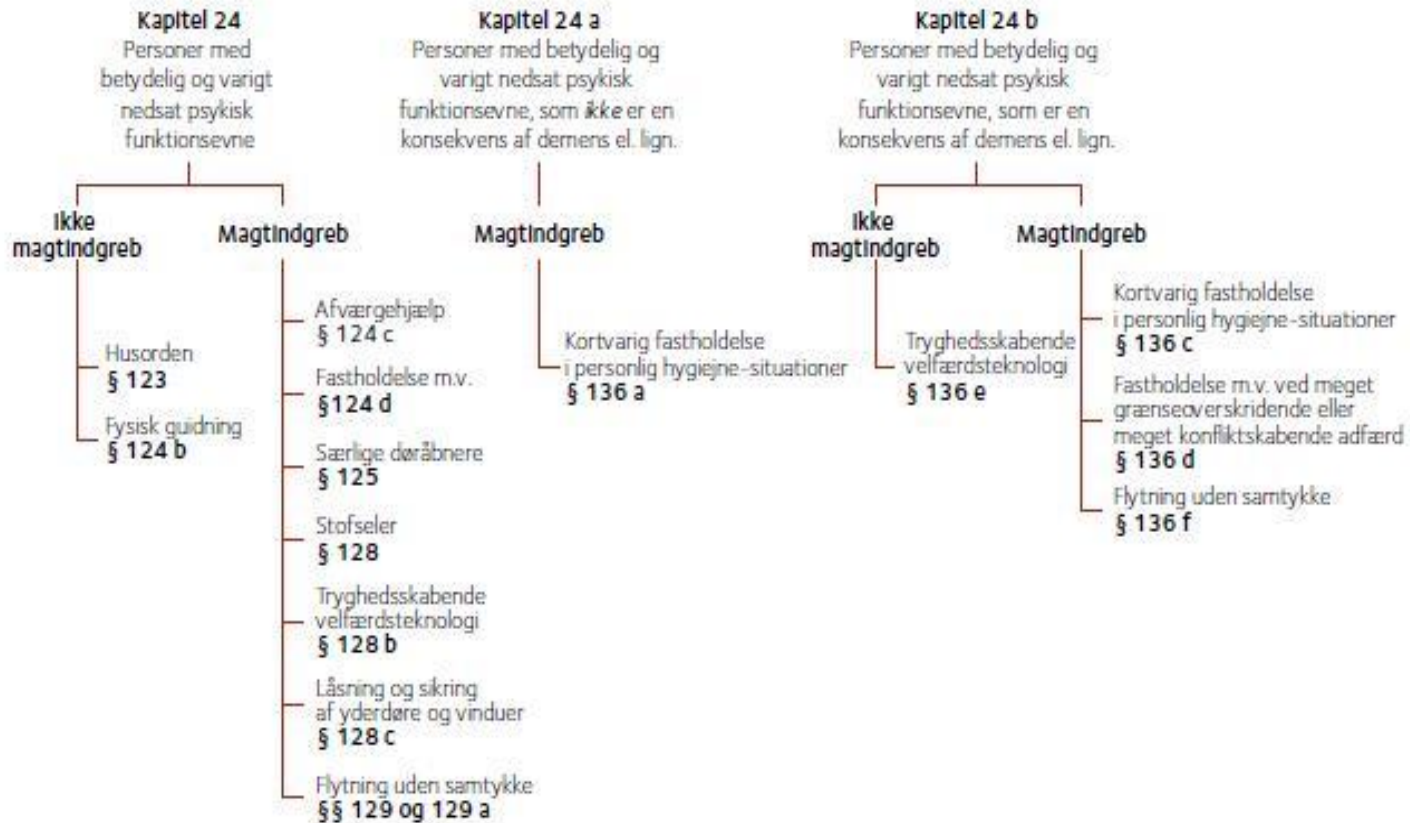 Kapitel 24
Personer med
betydelig og varigt
nedsat psykisk
funktionsevne
Ikke
magtindgreb
Husorden
§ 123
Fysisk guidning
§ 124 b
Magtindgreb
Afværgehjælp
§ 124 c
Fastholdelse m.v.
§124 d
Særlige døråbnere
§ 125
Stofseler
§ 128
Tryghedsskabende
velfærdsteknologi
§ 128 b
Låsning og sikring
af yderdøre og vinduer
§ 128 c
Flytning uden samtykke
§§ 129 og 129 a
Kapitel 24 a
Personer med betydelig og
varigt nedsat psykisk
funktionsevne, som ikke er en
konsekvens af demens el. lign.
Magtindgreb
Kortvarig fastholdelse
i personlig hygiejne-situationer
§ 136 a
Kapitel 24 b
Personer med betydelig og
varigt nedsat psykisk
funktionsevne, som er en
konsekvens af demens el. lign.
Ikke
magtindgreb
Tryghedsskabende
velfærdsteknologi
§ 136 e
Magtindgreb
Kortvarig fastholdelse
i personlig hygiejne-situationer
§ 136 c
Fastholdelse m.v. ved meget
grænseoverskridende eller
meget konfliktskabende adfærd
§ 136 d
Flytning uden samtykke
§ 136 f